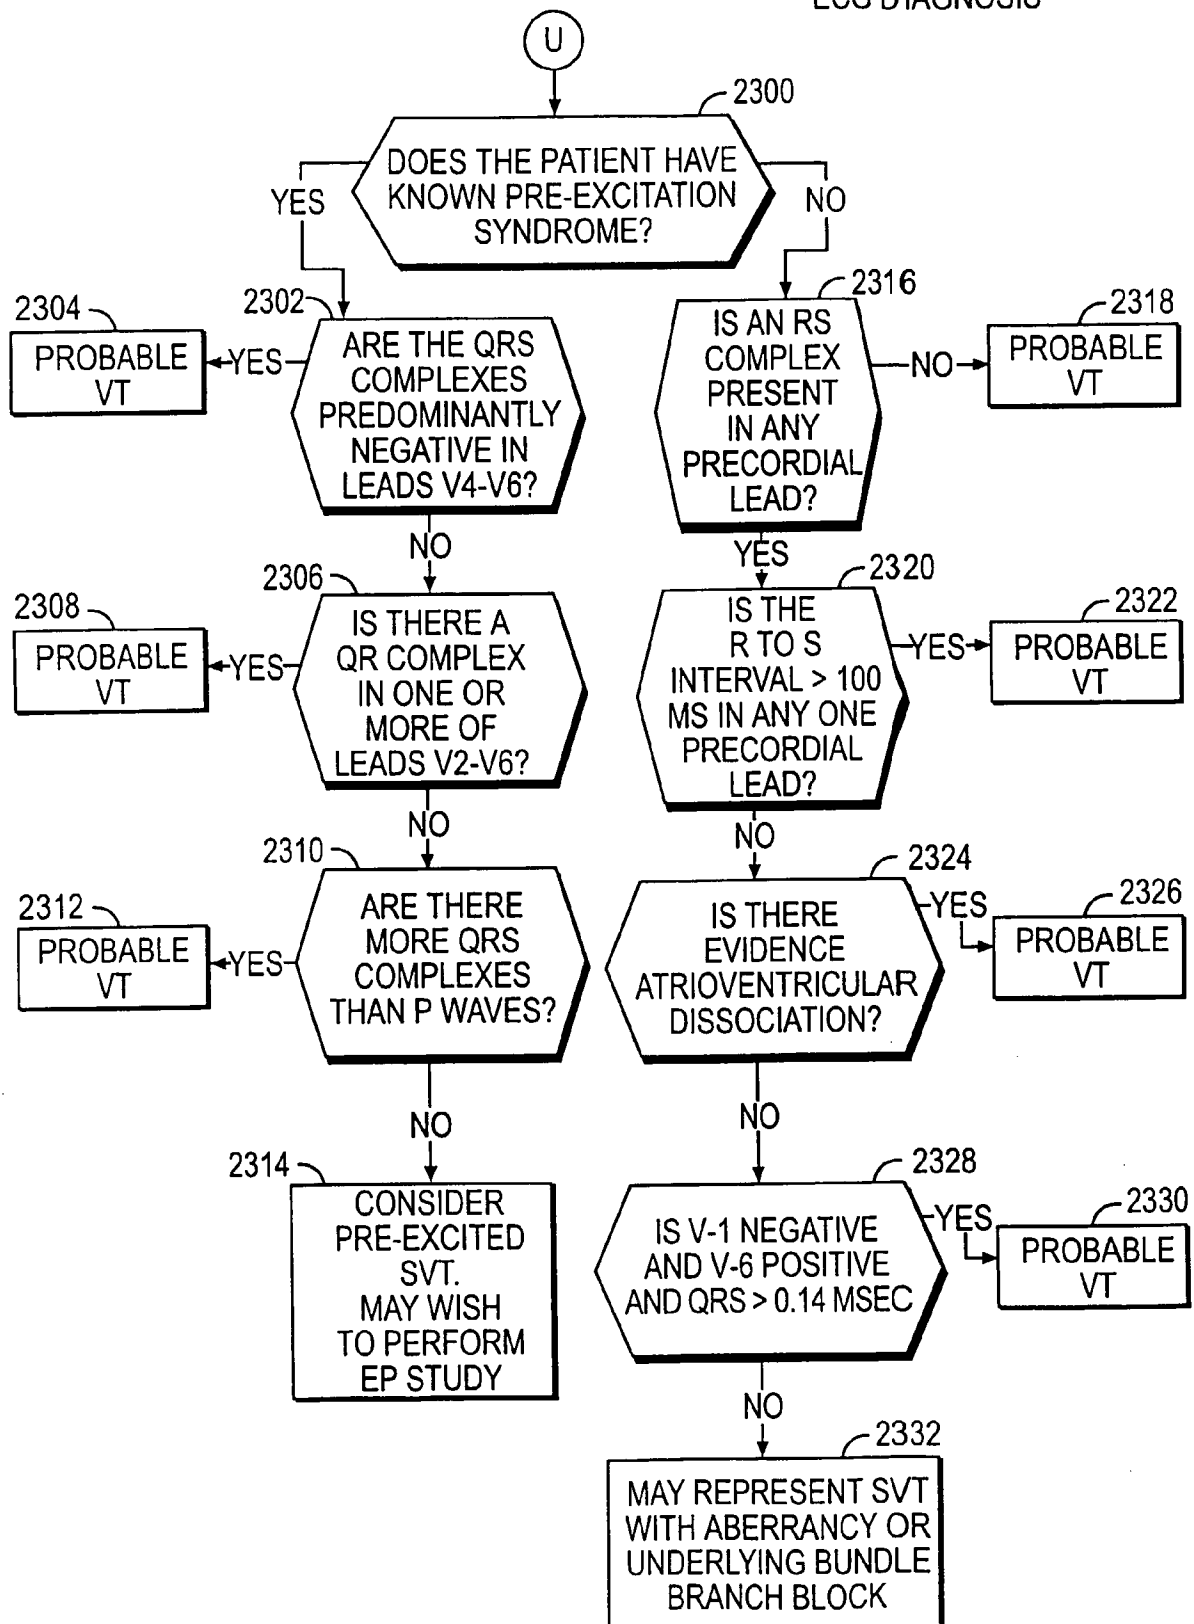 ECG DIAGNOSIS
U
2300
DOES THE PATIENT HAVE
KNOWN PRE-EXCITATION
SYNDROME?
YES
NO
2302
ARE THE QRS
COMPLEXES
PREDOMINANTLY
NEGATIVE IN
LEADS V4-V6?
YES
2304
PROBABLE
VT
NO
2316
IS AN RS
COMPLEX
PRESENT
IN ANY
PRECORDIAL
LEAD?
NO
2318
PROBABLE
VT
YES
2306
IS THERE A
QR COMPLEX
IN ONE OR
MORE OF
LEADS V2-V6?
YES
2308
PROBABLE
VT
NO
2320
IS THE
R TO S
INTERVAL > 100
MS IN ANY ONE
PRECORDIAL
LEAD?
YES
2322
PROBABLE
VT
NO
2310
ARE THERE
MORE QRS
COMPLEXES
THAN P WAVES?
YES
2312
PROBABLE
VT
NO
2324
IS THERE
EVIDENCE
ATRIOVENTRICULAR
DISSOCIATION?
YES
2326
PROBABLE
VT
NO
2314
CONSIDER
PRE-EXCITED
SVT.
MAY WISH
TO PERFORM
EP STUDY
2328
IS V-1 NEGATIVE
AND V-6 POSITIVE
AND QRS > 0.14 MSEC
YES
2330
PROBABLE
VT
NO
2332
MAY REPRESENT SVT
WITH ABERRANCY OR
UNDERLYING BUNDLE
BRANCH BLOCK